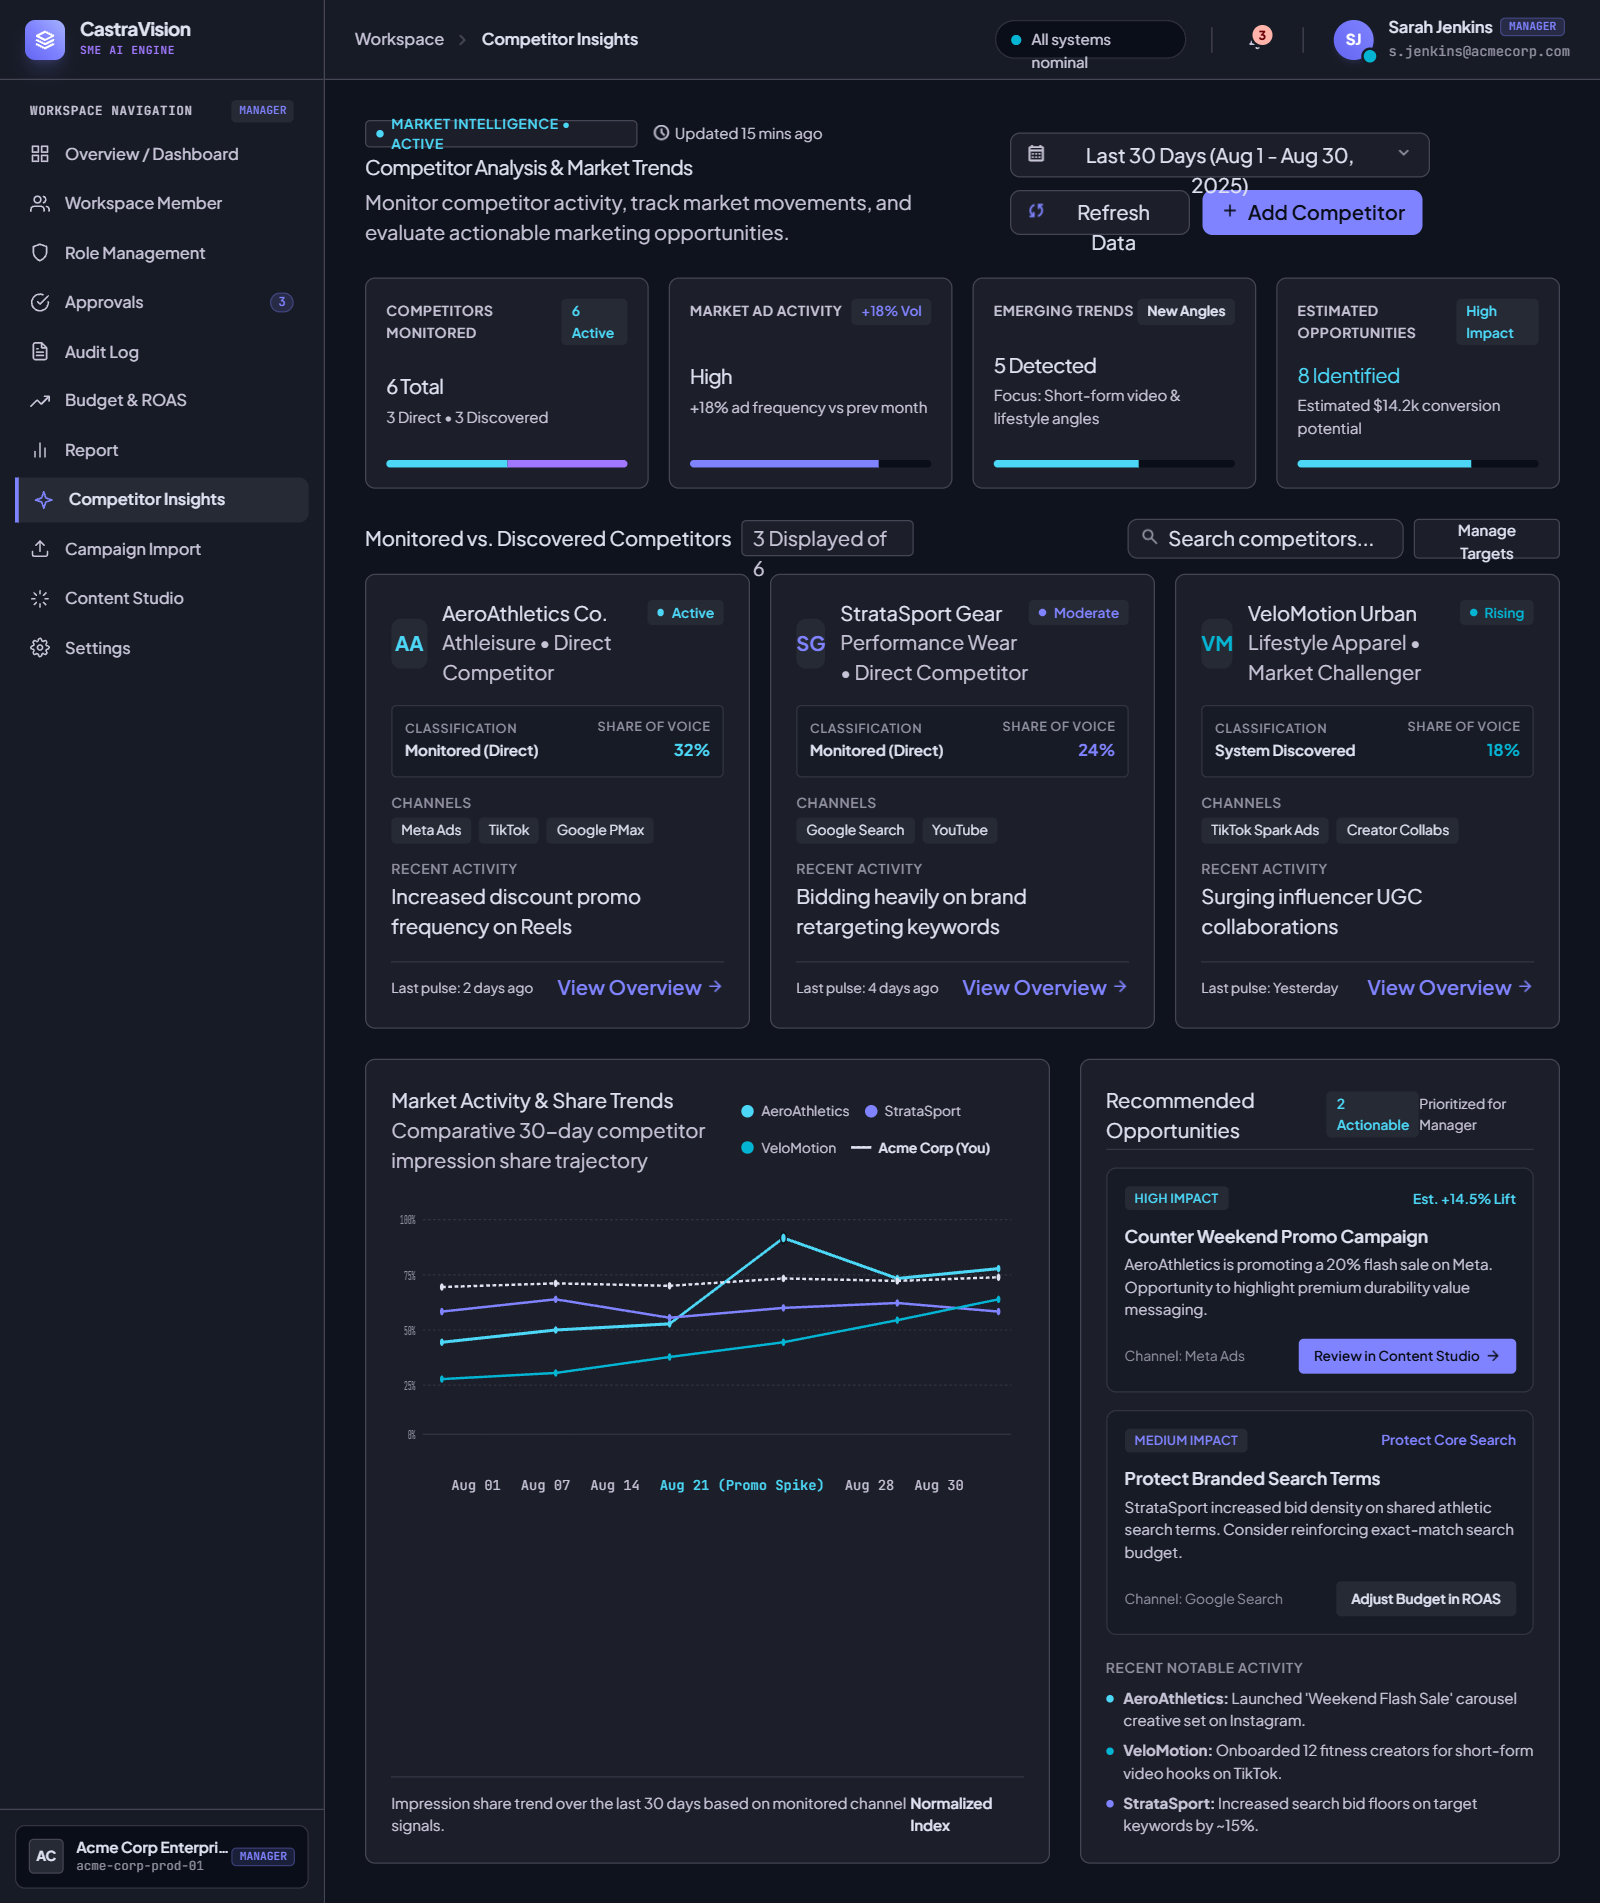 CastraVision
SME AI ENGINE
Workspace
Competitor Insights
All systems
nominal
3
SJ
Sarah Jenkins
MANAGER
s.jenkins@acmecorp.com
WORKSPACE NAVIGATION
MANAGER
Overview / Dashboard
Workspace Member
Role Management
Approvals
3
Audit Log
Budget & ROAS
Report
Competitor Insights
Campaign Import
Content Studio
Settings
AC
Acme Corp Enterpri...
acme-corp-prod-01
MANAGER
MARKET INTELLIGENCE •
ACTIVE
Updated 15 mins ago
Competitor Analysis & Market Trends
Monitor competitor activity, track market movements, and
evaluate actionable marketing opportunities.
Last 30 Days (Aug 1 - Aug 30,
2025)
Refresh
Data
+ Add Competitor
COMPETITORS
MONITORED
6
Active
6 Total
3 Direct • 3 Discovered
MARKET AD ACTIVITY
+18% Vol
High
+18% ad frequency vs prev month
EMERGING TRENDS
New Angles
5 Detected
Focus: Short-form video &
lifestyle angles
ESTIMATED
OPPORTUNITIES
High
Impact
8 Identified
Estimated $14.2k conversion
potential
Monitored vs. Discovered Competitors
3 Displayed of
6
Search competitors...
Manage
Targets
AA
AeroAthletics Co.
Athleisure • Direct
Competitor
Active
CLASSIFICATION
Monitored (Direct)
SHARE OF VOICE
32%
CHANNELS
Meta Ads
TikTok
Google PMax
RECENT ACTIVITY
Increased discount promo
frequency on Reels
Last pulse: 2 days ago
View Overview →
SG
StrataSport Gear
Performance Wear
• Direct Competitor
Moderate
CLASSIFICATION
Monitored (Direct)
SHARE OF VOICE
24%
CHANNELS
Google Search
YouTube
RECENT ACTIVITY
Bidding heavily on brand
retargeting keywords
Last pulse: 4 days ago
View Overview →
VM
VeloMotion Urban
Lifestyle Apparel •
Market Challenger
Rising
CLASSIFICATION
System Discovered
SHARE OF VOICE
18%
CHANNELS
TikTok Spark Ads
Creator Collabs
RECENT ACTIVITY
Surging influencer UGC
collaborations
Last pulse: Yesterday
View Overview →
Market Activity & Share Trends
Comparative 30-day competitor
impression share trajectory
AeroAthletics
StrataSport
VeloMotion
Acme Corp (You)
100%
75%
50%
25%
0%
Aug 01
Aug 07
Aug 14
Aug 21 (Promo Spike)
Aug 28
Aug 30
Impression share trend over the last 30 days based on monitored channel
signals.
Normalized
Index
Recommended
Opportunities
2
Actionable
Prioritized for
Manager
HIGH IMPACT
Est. +14.5% Lift
Counter Weekend Promo Campaign
AeroAthletics is promoting a 20% flash sale on Meta.
Opportunity to highlight premium durability value
messaging.
Channel: Meta Ads
Review in Content Studio →
MEDIUM IMPACT
Protect Core Search
Protect Branded Search Terms
StrataSport increased bid density on shared athletic
search terms. Consider reinforcing exact-match search
budget.
Channel: Google Search
Adjust Budget in ROAS
RECENT NOTABLE ACTIVITY
AeroAthletics: Launched 'Weekend Flash Sale' carousel
creative set on Instagram.
VeloMotion: Onboarded 12 fitness creators for short-form
video hooks on TikTok.
StrataSport: Increased search bid floors on target
keywords by ~15%.